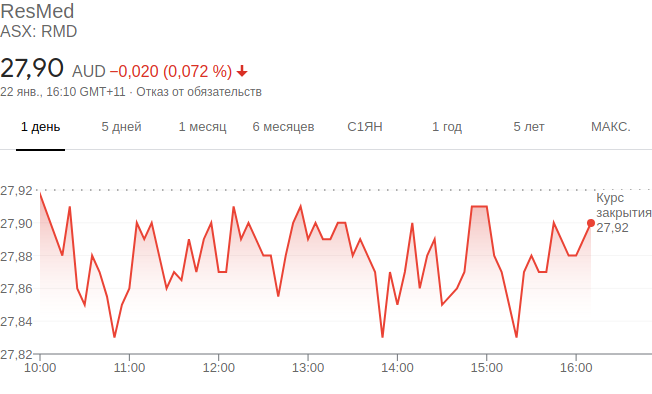 ResMed
ASX: RMD
27,90 AUD −0,020 (0,072 %)
22 янв., 16:10 GMT+11 · Отказ от обязательств
1 день 5 дней 1 месяц 6 месяцев С1ЯН 1 год 5 лет МАКС.
27,92
27,90
27,88
27,86
27,84
27,82
Курс
закрытия
27,92
10:00 11:00 12:00 13:00 14:00 15:00 16:00